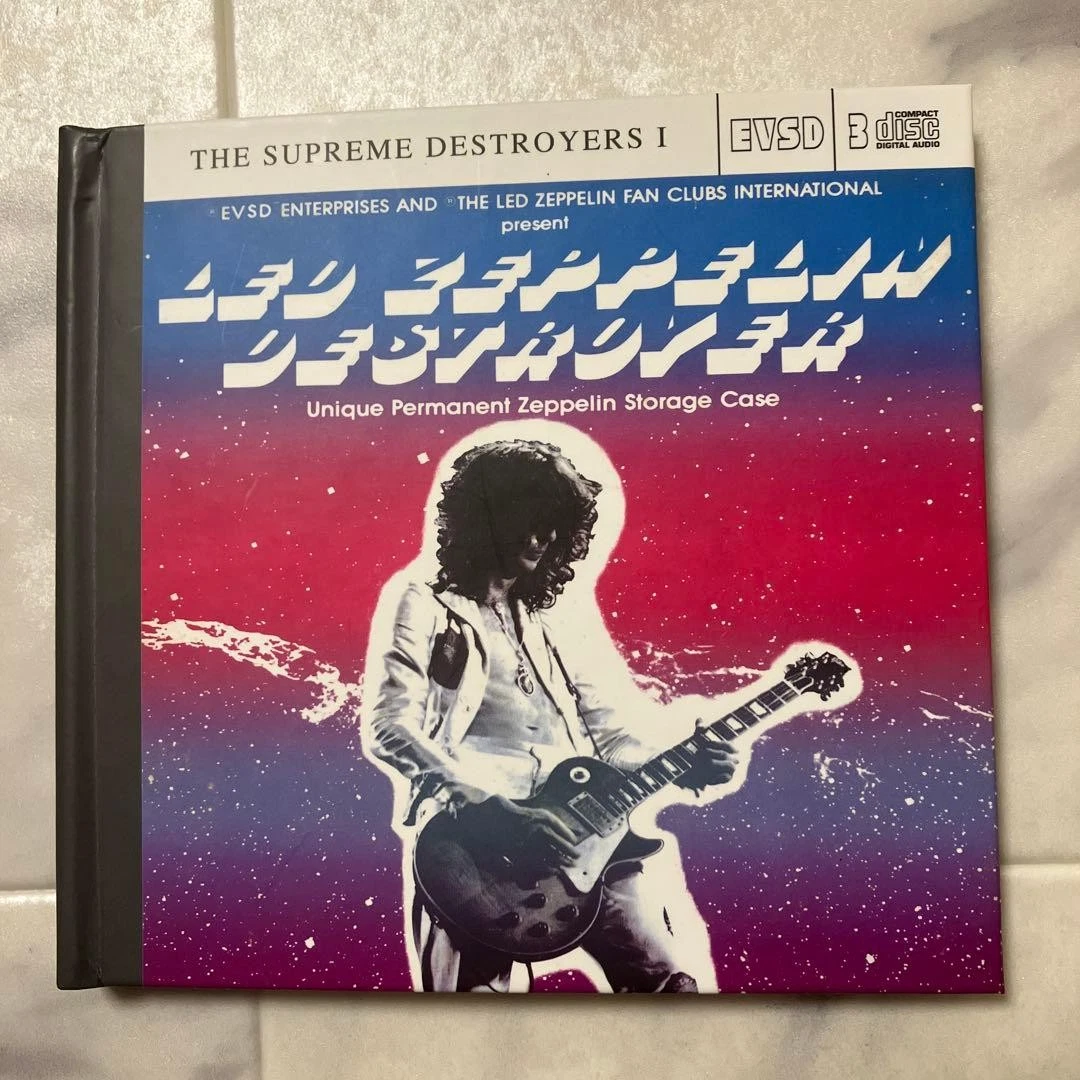 THE SUPREME DESTROYERS I
EVSD
3 COMPACT disc DIGITAL AUDIO
®EVSD ENTERPRISES AND ®THE LED ZEPPELIN FAN CLUBS INTERNATIONAL
present
LED ZEPPELIN
DESTROYER
Unique Permanent Zeppelin Storage Case